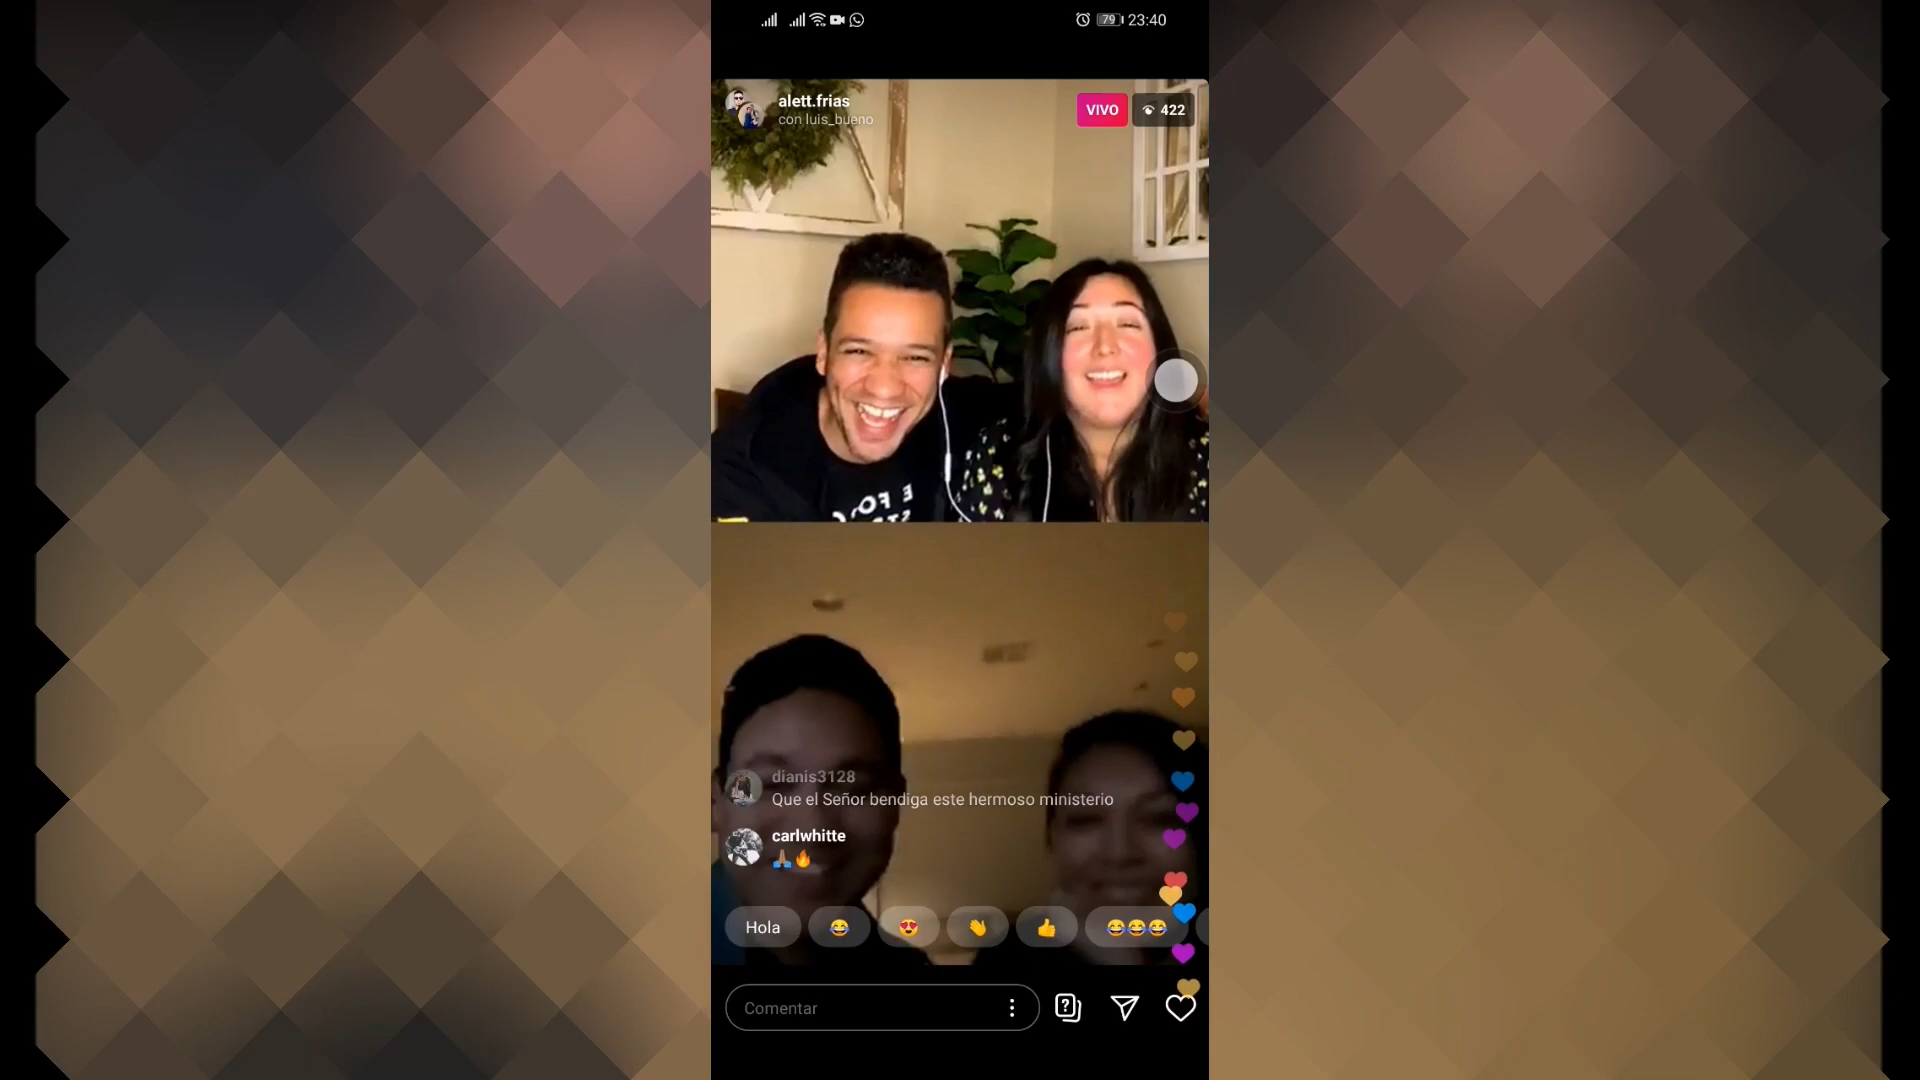 79 23:40
alett.frias
con luis_bueno
VIVO
422
dianis3128
Que el Señor bendiga este hermoso ministerio
carlwhitte
Hola
Comentar